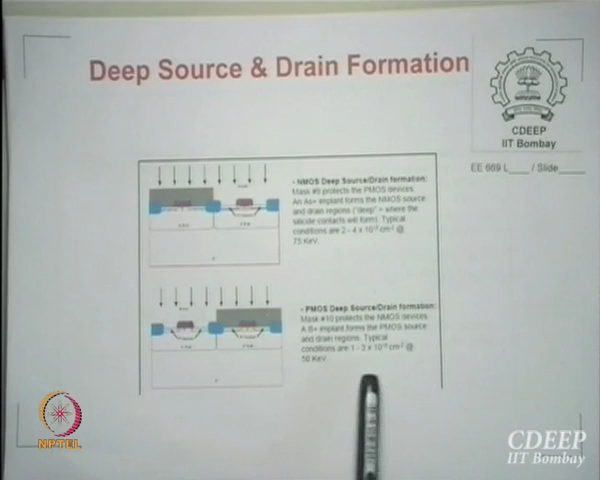 Deep Source & Drain Formation
CDEEP
IIT Bombay
EE 669 L____ / Slide_____
- NMOS Deep Source/Drain formation:
Mask #9 protects the PMOS devices.
An As+ implant forms the NMOS source
and drain regions ("deep" = where the
silicide contacts will form). Typical
conditions are 2 - 4 x 10 cm @
75 KeV.
- PMOS Deep Source/Drain formation:
Mask #10 protects the NMOS devices.
A B+ implant forms the PMOS source
and drain regions. Typical
conditions are 1 - 3 x 10 cm @
50 KeV.
NPTEL
CDEEP
IIT Bombay